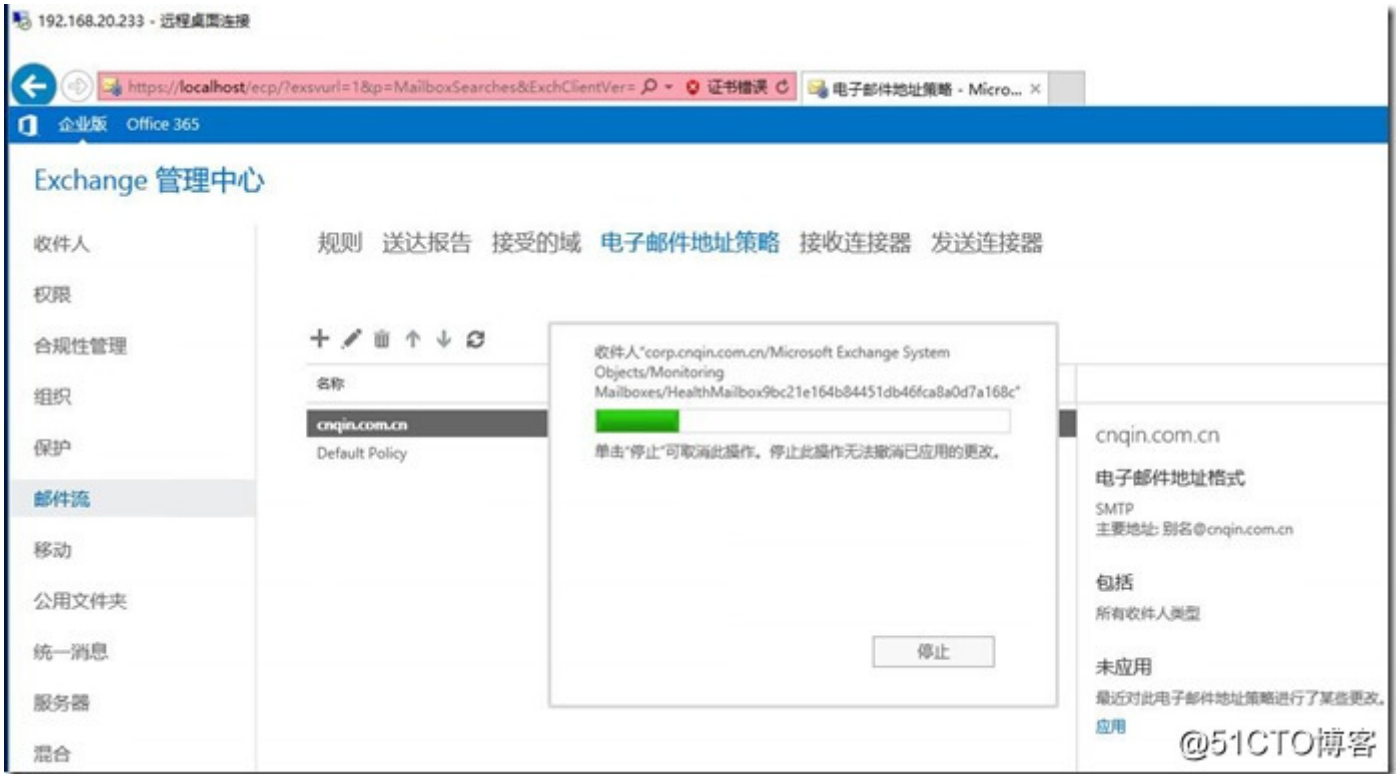 192.168.20.233 - 远程桌面连接
https://localhost/ecp/?exsvurl=1&p=MailboxSearches&ExchClientVer= 证书错误 电子邮件地址策略 - Micro...
企业版 Office 365
Exchange 管理中心
规则 送达报告 接受的域 电子邮件地址策略 接收连接器 发送连接器
收件人
权限
合规性管理
组织
保护
邮件流
移动
公用文件夹
统一消息
服务器
混合
名称
cnqin.com.cn
Default Policy
收件人"corp.cnqin.com.cn/Microsoft Exchange System
Objects/Monitoring
Mailboxes/HealthMailbox9bc21e164b84451db46fca8a0d7a168c"
单击"停止"可取消此操作。停止此操作无法撤消已应用的更改。
停止
cnqin.com.cn
电子邮件地址格式
SMTP
主要地址: 别名@cnqin.com.cn
包括
所有收件人类型
未应用
最近对此电子邮件地址策略进行了某些更改。
应用
@51CTO博客